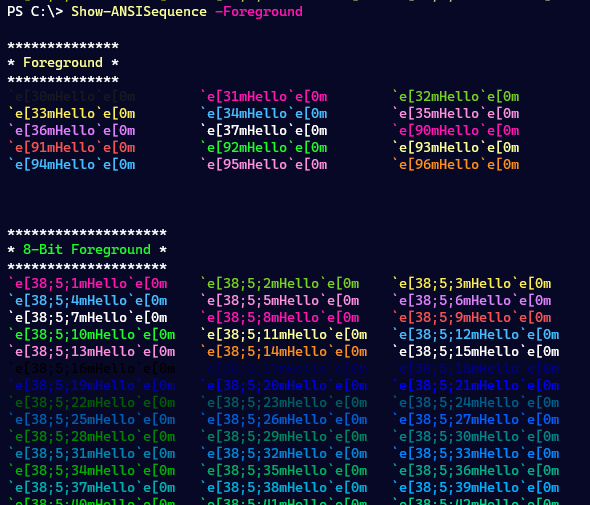 PS C:\> Show-ANSISequence -Foreground
**************
* Foreground *
**************
`e[30mHello`e[0m `e[31mHello`e[0m `e[32mHello`e[0m
`e[33mHello`e[0m `e[34mHello`e[0m `e[35mHello`e[0m
`e[36mHello`e[0m `e[37mHello`e[0m `e[90mHello`e[0m
`e[91mHello`e[0m `e[92mHello`e[0m `e[93mHello`e[0m
`e[94mHello`e[0m `e[95mHello`e[0m `e[96mHello`e[0m
********************
* 8-Bit Foreground *
********************
`e[38;5;1mHello`e[0m `e[38;5;2mHello`e[0m `e[38;5;3mHello`e[0m
`e[38;5;4mHello`e[0m `e[38;5;5mHello`e[0m `e[38;5;6mHello`e[0m
`e[38;5;7mHello`e[0m `e[38;5;8mHello`e[0m `e[38;5;9mHello`e[0m
`e[38;5;10mHello`e[0m `e[38;5;11mHello`e[0m `e[38;5;12mHello`e[0m
`e[38;5;13mHello`e[0m `e[38;5;14mHello`e[0m `e[38;5;15mHello`e[0m
`e[38;5;16mHello`e[0m `e[38;5;17mHello`e[0m `e[38;5;18mHello`e[0m
`e[38;5;19mHello`e[0m `e[38;5;20mHello`e[0m `e[38;5;21mHello`e[0m
`e[38;5;22mHello`e[0m `e[38;5;23mHello`e[0m `e[38;5;24mHello`e[0m
`e[38;5;25mHello`e[0m `e[38;5;26mHello`e[0m `e[38;5;27mHello`e[0m
`e[38;5;28mHello`e[0m `e[38;5;29mHello`e[0m `e[38;5;30mHello`e[0m
`e[38;5;31mHello`e[0m `e[38;5;32mHello`e[0m `e[38;5;33mHello`e[0m
`e[38;5;34mHello`e[0m `e[38;5;35mHello`e[0m `e[38;5;36mHello`e[0m
`e[38;5;37mHello`e[0m `e[38;5;38mHello`e[0m `e[38;5;39mHello`e[0m
`e[38;5;40mHello`e[0m `e[38;5;41mHello`e[0m `e[38;5;42mHello`e[0m